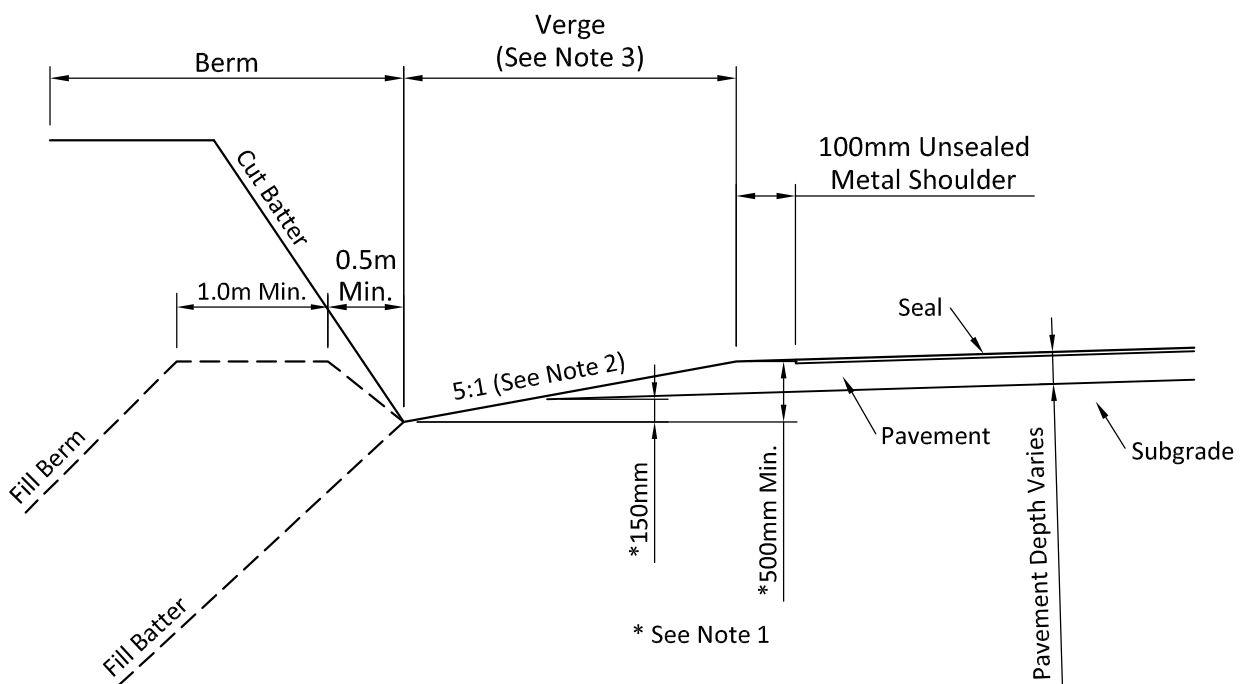 Verge
(See Note 3)
Berm
100mm Unsealed
Metal Shoulder
Cut Batter
0.5m
Min.
1.0m Min.
Seal
5:1 (See Note 2)
Pavement
Subgrade
Fill Berm
*150mm
*500mm Min.
Pavement Depth Varies
Fill Batter
* See Note 1